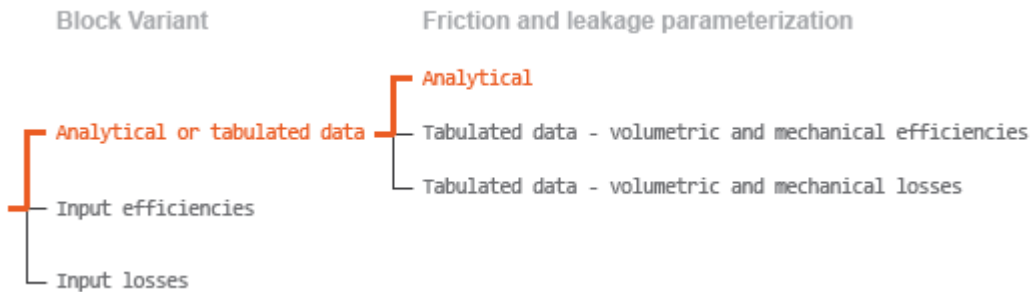 Block Variant
Friction and leakage parameterization
Analytical
Analytical or tabulated data
Tabulated data - volumetric and mechanical efficiencies
Tabulated data - volumetric and mechanical losses
Input efficiencies
Input losses